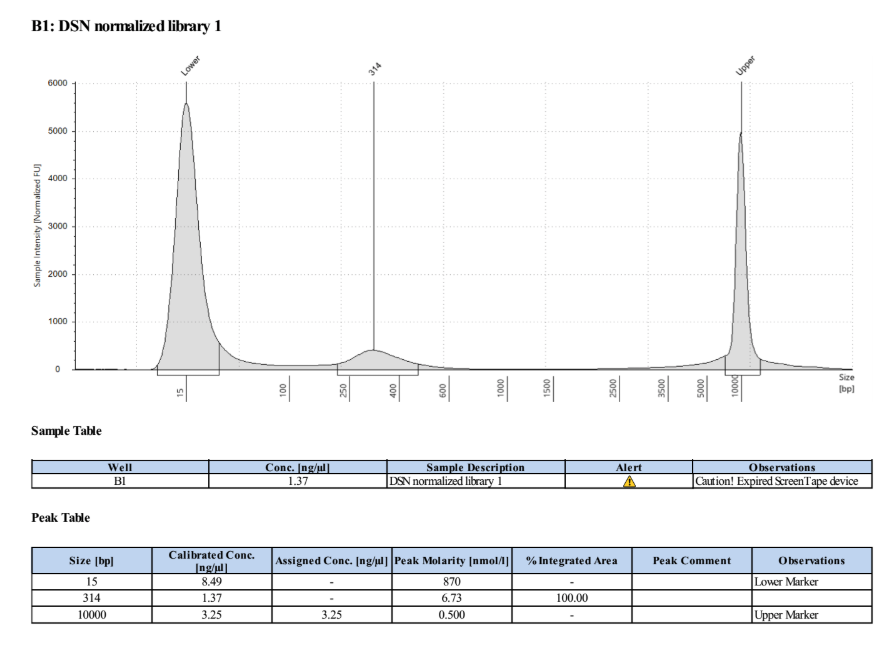 B1: DSN normalized library 1
Lower
314
Upper
Sample Intensity [Normalized FU]
6000
5000
4000
3000
2000
1000
0
15
100
250
400
600
1000
1500
2500
3500
5000
10000
Size
[bp]
Sample Table
Well Conc. [ng/µl] Sample Description Alert Observations
B1 1.37 DSN normalized library 1 Caution! Expired ScreenTape device
Peak Table
Size [bp] Calibrated Conc. [ng/µl] Assigned Conc. [ng/µl] Peak Molarity [nmol/l] % Integrated Area Peak Comment Observations
15 8.49 - 870 - Lower Marker
314 1.37 - 6.73 100.00
10000 3.25 3.25 0.500 - Upper Marker